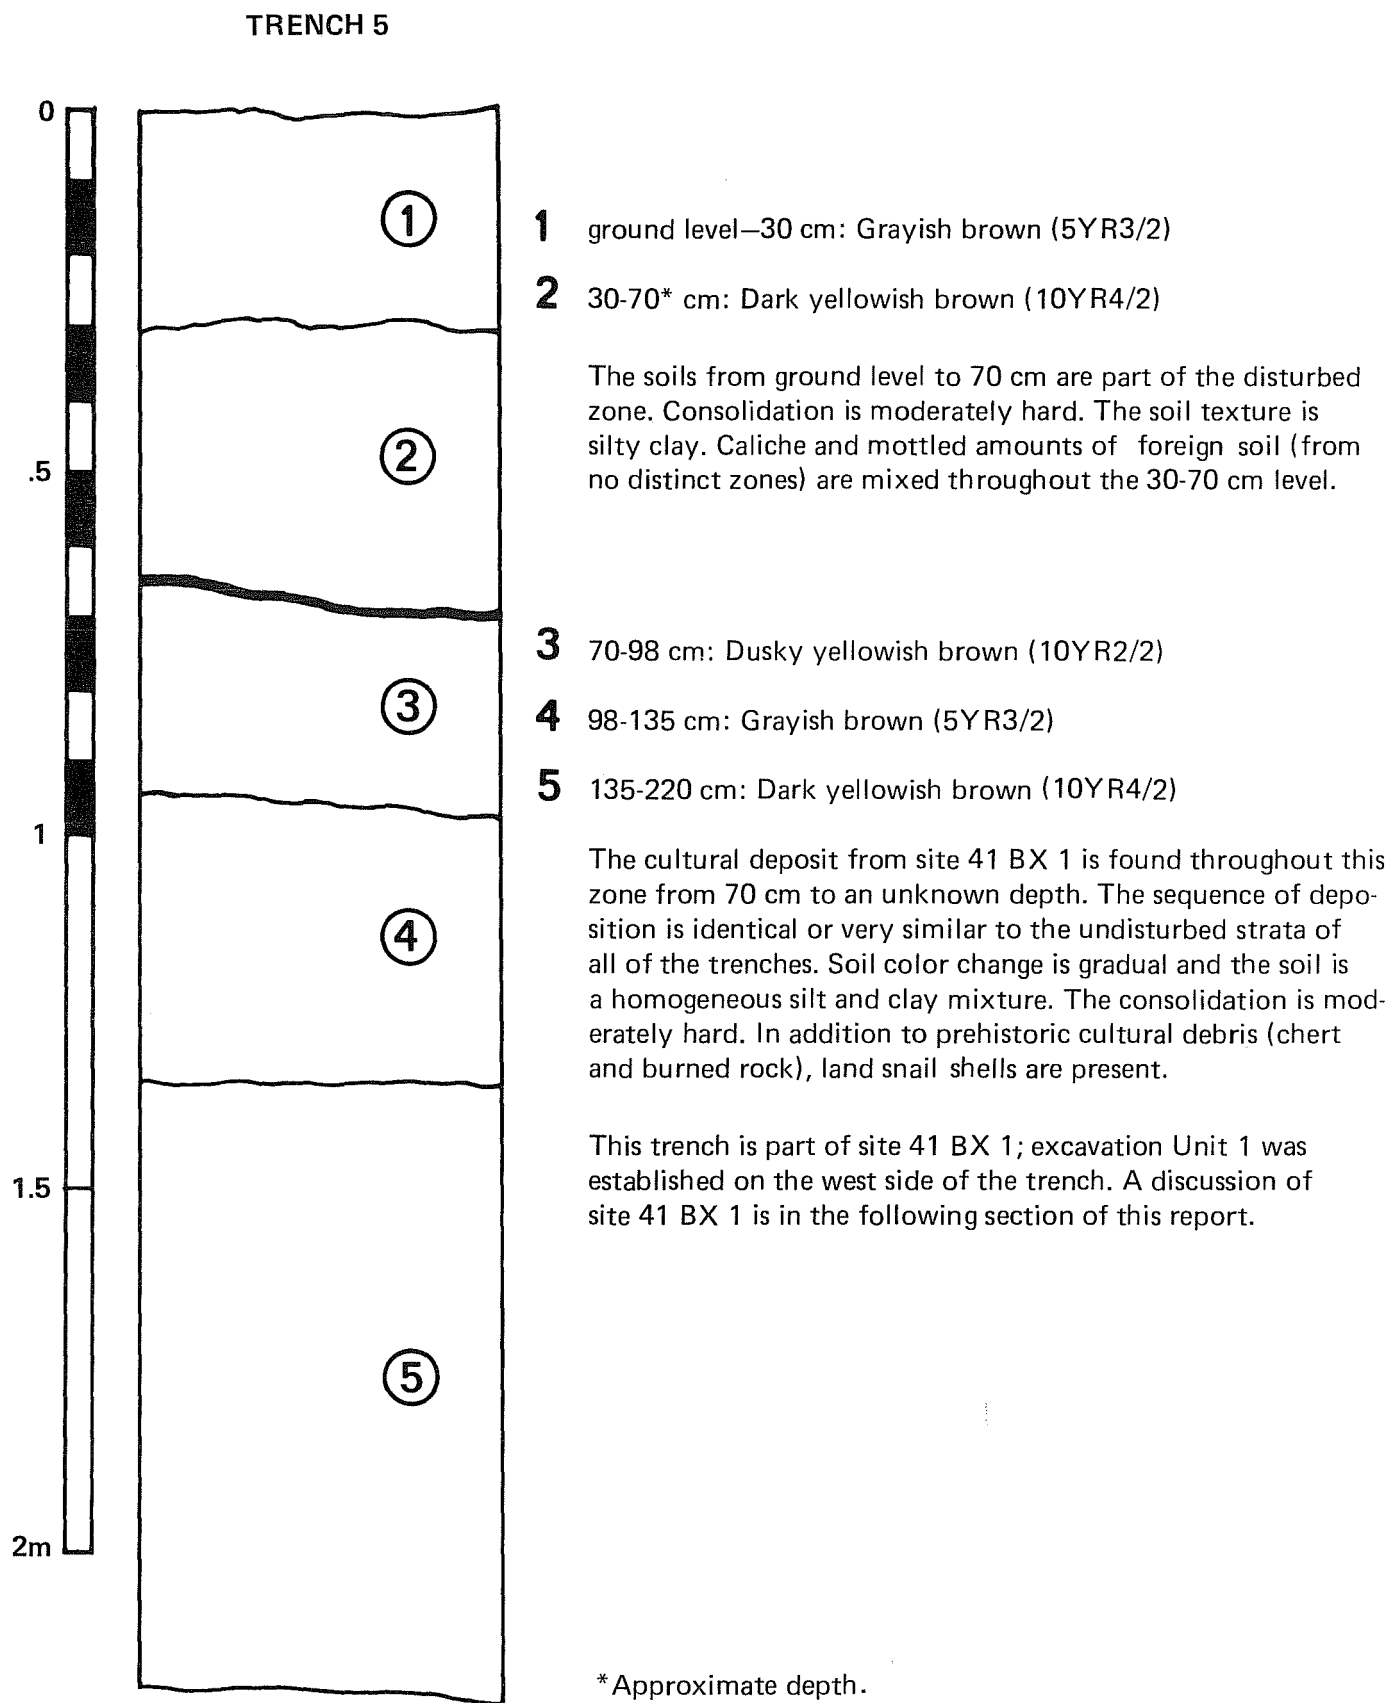 TRENCH 5
0
.5
1
1.5
2m
1
2
3
4
5
1 ground level—30 cm: Grayish brown (5YR3/2)
2 30-70* cm: Dark yellowish brown (10YR4/2)
The soils from ground level to 70 cm are part of the disturbed
zone. Consolidation is moderately hard. The soil texture is
silty clay. Caliche and mottled amounts of foreign soil (from
no distinct zones) are mixed throughout the 30-70 cm level.
3 70-98 cm: Dusky yellowish brown (10YR2/2)
4 98-135 cm: Grayish brown (5YR3/2)
5 135-220 cm: Dark yellowish brown (10YR4/2)
The cultural deposit from site 41 BX 1 is found throughout this
zone from 70 cm to an unknown depth. The sequence of depo-
sition is identical or very similar to the undisturbed strata of
all of the trenches. Soil color change is gradual and the soil is
a homogeneous silt and clay mixture. The consolidation is mod-
erately hard. In addition to prehistoric cultural debris (chert
and burned rock), land snail shells are present.
This trench is part of site 41 BX 1; excavation Unit 1 was
established on the west side of the trench. A discussion of
site 41 BX 1 is in the following section of this report.
*Approximate depth.